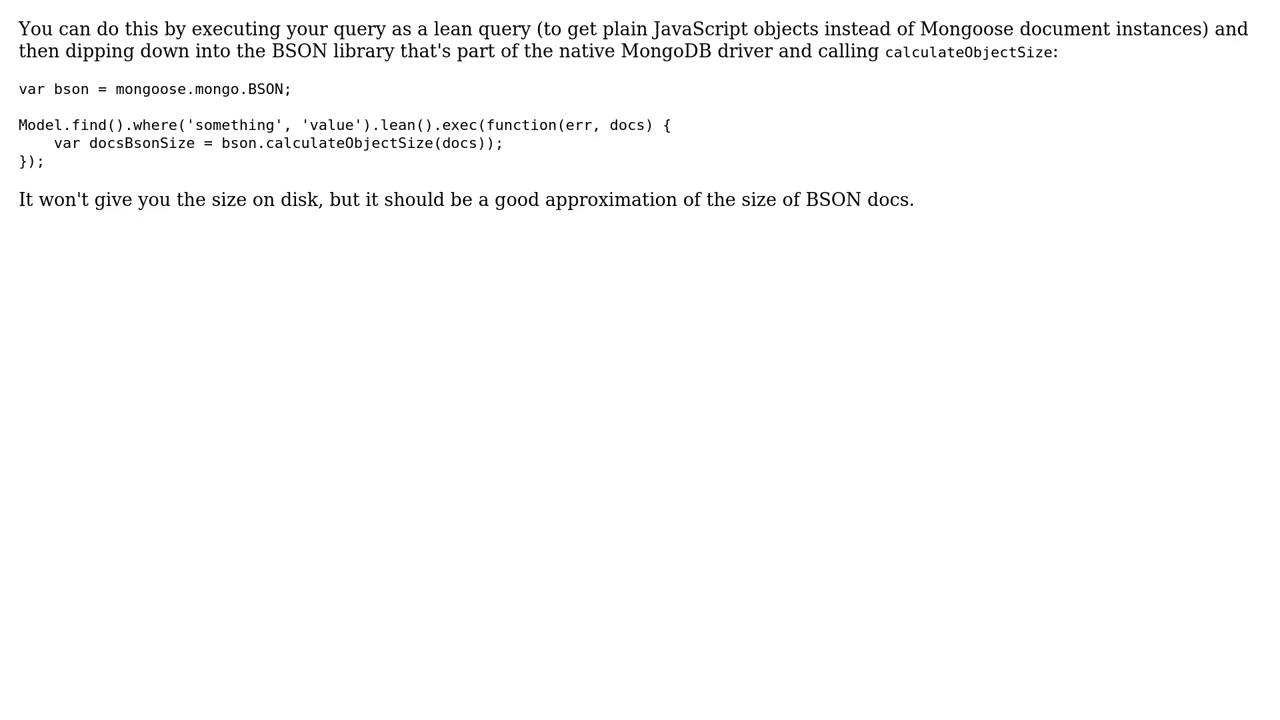 You can do this by executing your query as a lean query (to get plain JavaScript objects instead of Mongoose document instances) and
then dipping down into the BSON library that's part of the native MongoDB driver and calling calculateObjectSize:
var bson = mongoose.mongo.BSON;
Model.find().where('something', 'value').lean().exec(function(err, docs) {
    var docsBsonSize = bson.calculateObjectSize(docs));
});
It won't give you the size on disk, but it should be a good approximation of the size of BSON docs.